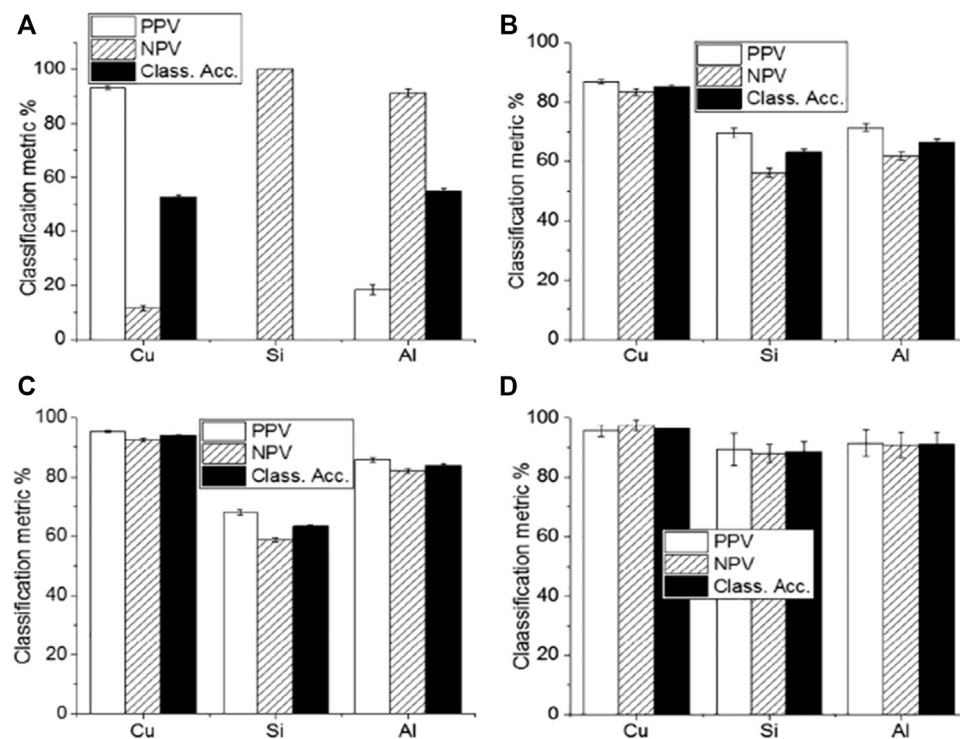 A
PPV
NPV
Class. Acc.
Classification metric %
100
80
60
40
20
0
Cu Si Al
B
PPV
NPV
Class. Acc.
Classification metric %
100
80
60
40
20
0
Cu Si Al
C
PPV
NPV
Class. Acc.
Classification metric %
100
80
60
40
20
0
Cu Si Al
D
PPV
NPV
Class. Acc.
Claassification metric %
100
80
60
40
20
0
Cu Si Al